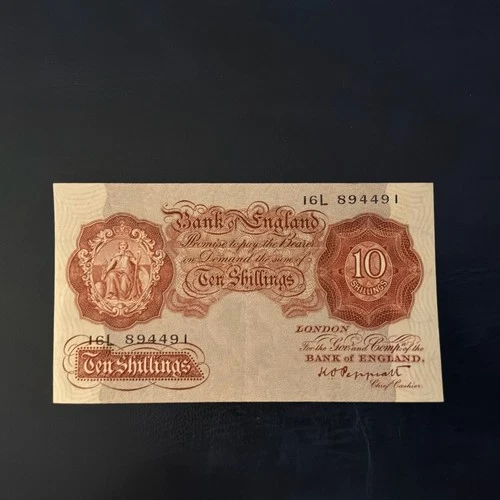 16L 894491
Bank of England
Promise to pay the Bearer
on Demand the sum of
Ten Shillings
10
SHILLINGS
16L 894491
Ten Shillings
LONDON
For the Govr. and Compa. of the
BANK OF ENGLAND,
K O Peppiatt
Chief Cashier.